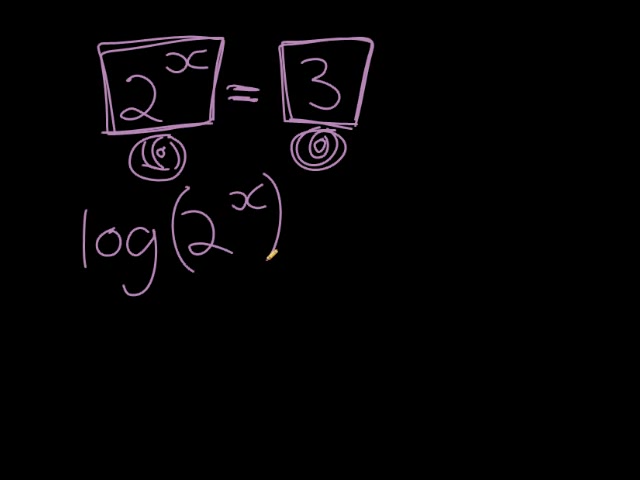 2^x = 3
log(2^x)